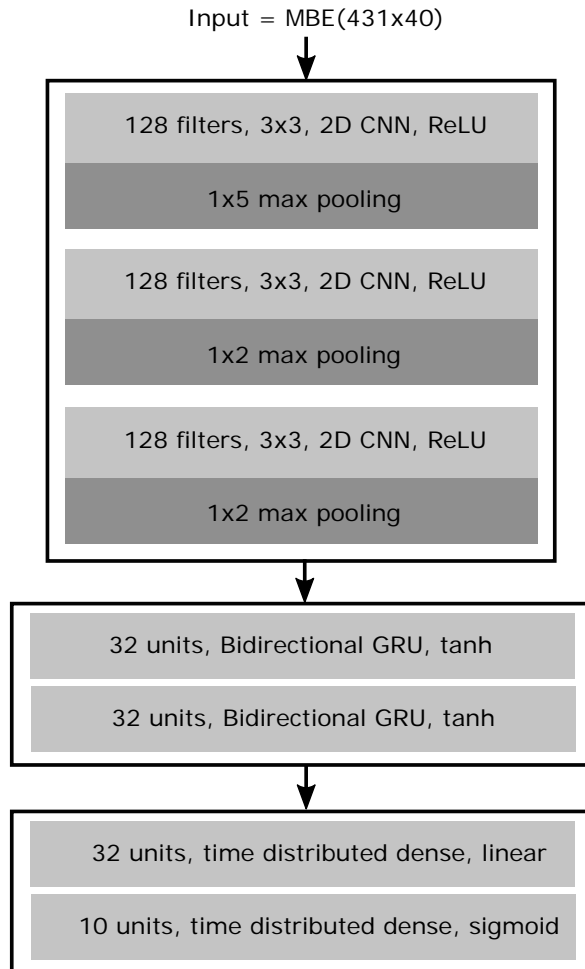 Input = MBE(431x40)
128 filters, 3x3, 2D CNN, ReLU
1x5 max pooling
128 filters, 3x3, 2D CNN, ReLU
1x2 max pooling
128 filters, 3x3, 2D CNN, ReLU
1x2 max pooling
32 units, Bidirectional GRU, tanh
32 units, Bidirectional GRU, tanh
32 units, time distributed dense, linear
10 units, time distributed dense, sigmoid